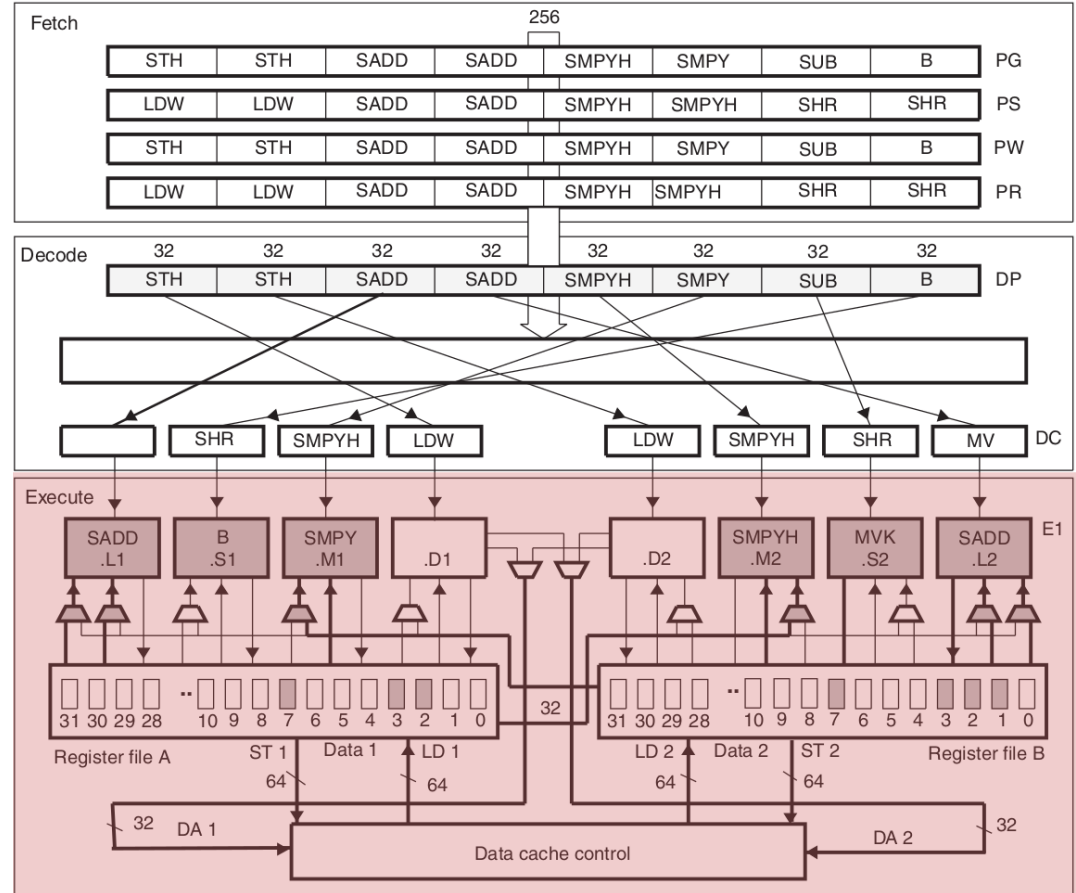 Fetch
256
STH STH SADD SADD SMPYH SMPY SUB B PG
LDW LDW SADD SADD SMPYH SMPYH SHR SHR PS
STH STH SADD SADD SMPYH SMPY SUB B PW
LDW LDW SADD SADD SMPYH SMPYH SHR SHR PR
Decode
32 32 32 32 32 32 32 32
STH STH SADD SADD SMPYH SMPY SUB B DP
SHR SMPYH LDW LDW SMPYH SHR MV DC
Execute
SADD B SMPY SMPYH MVK SADD E1
.L1 .S1 .M1 .D1 .D2 .M2 .S2 .L2
31 30 29 28 .. 10 9 8 7 6 5 4 3 2 1 0
32
31 30 29 28 .. 10 9 8 7 6 5 4 3 2 1 0
Register file A ST 1 Data 1 LD 1 LD 2 Data 2 ST 2 Register file B
64 64 64 64
32 DA 1 DA 2 32
Data cache control